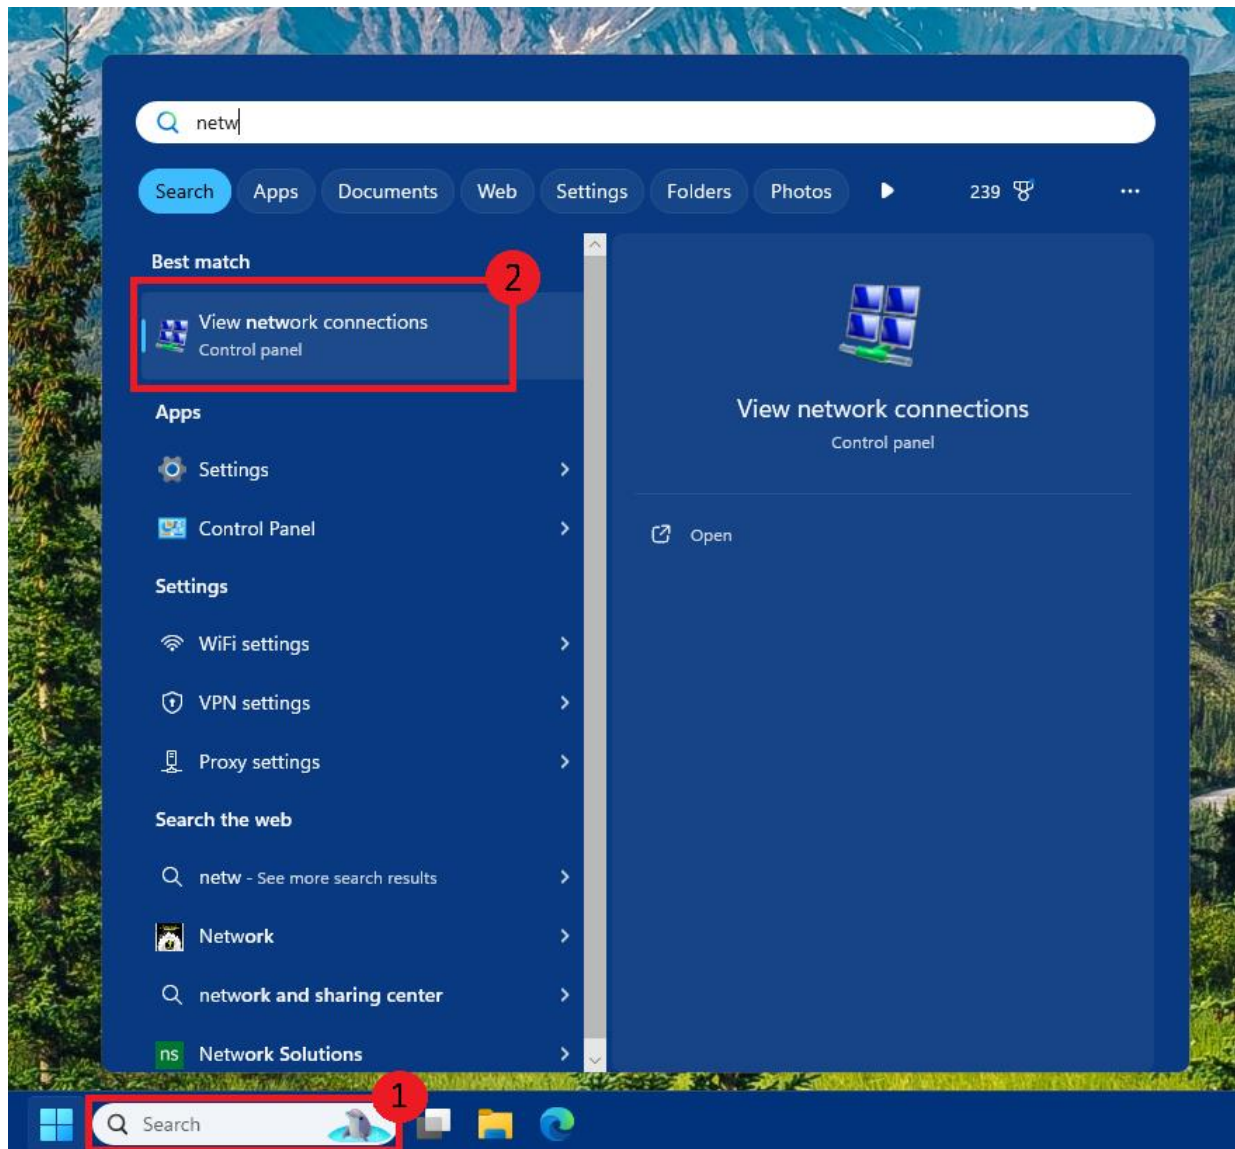 netw
Search Apps Documents Web Settings Folders Photos 239 ...
Best match
2
View network connections
Control panel
Apps
Settings
Control Panel
Settings
WiFi settings
VPN settings
Proxy settings
Search the web
netw - See more search results
Network
network and sharing center
ns Network Solutions
View network connections
Control panel
Open
1
Search